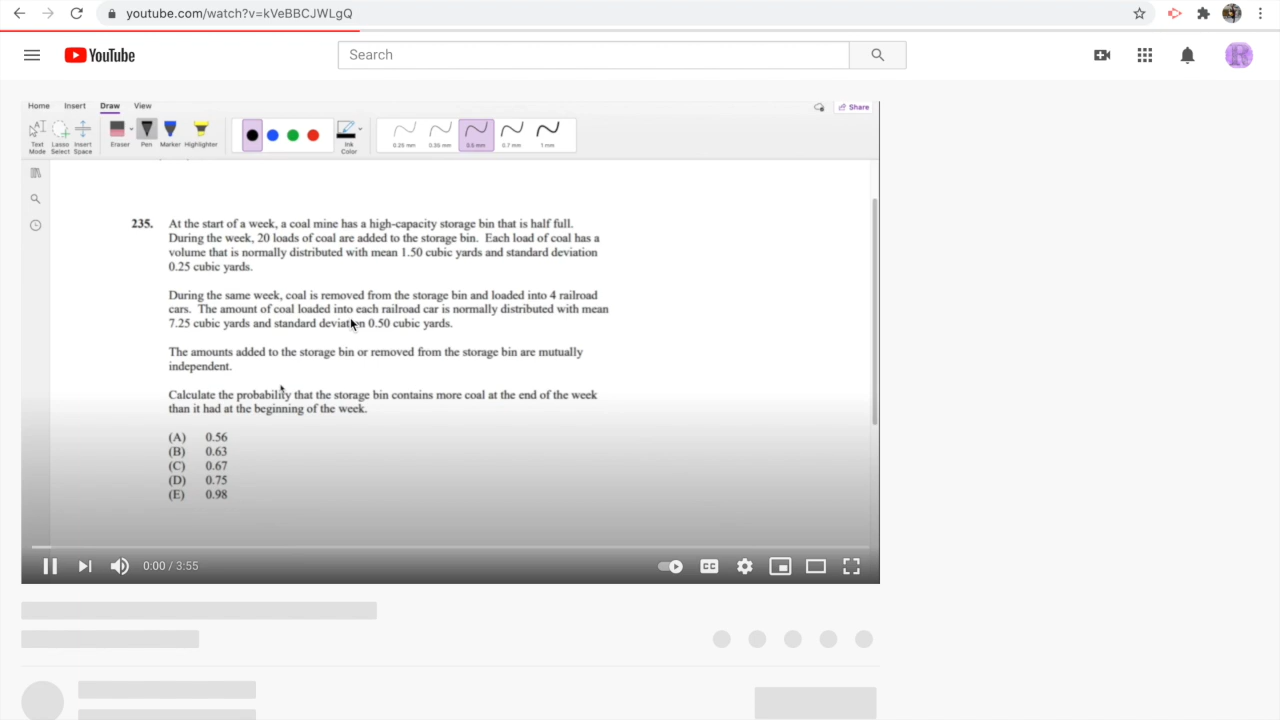 youtube.com/watch?v=kVeBBCJWLgQ
YouTube
Search
Home Insert Draw View
Share
Text Mode
Lasso Select
Insert Space
Eraser
Pen
Marker
Highlighter
Ink Color
0.25 mm
0.35 mm
0.5 mm
0.7 mm
1 mm
235. At the start of a week, a coal mine has a high-capacity storage bin that is half full.
During the week, 20 loads of coal are added to the storage bin. Each load of coal has a
volume that is normally distributed with mean 1.50 cubic yards and standard deviation
0.25 cubic yards.
During the same week, coal is removed from the storage bin and loaded into 4 railroad
cars. The amount of coal loaded into each railroad car is normally distributed with mean
7.25 cubic yards and standard deviation 0.50 cubic yards.
The amounts added to the storage bin or removed from the storage bin are mutually
independent.
Calculate the probability that the storage bin contains more coal at the end of the week
than it had at the beginning of the week.
(A) 0.56
(B) 0.63
(C) 0.67
(D) 0.75
(E) 0.98
0:00 / 3:55
CC
R